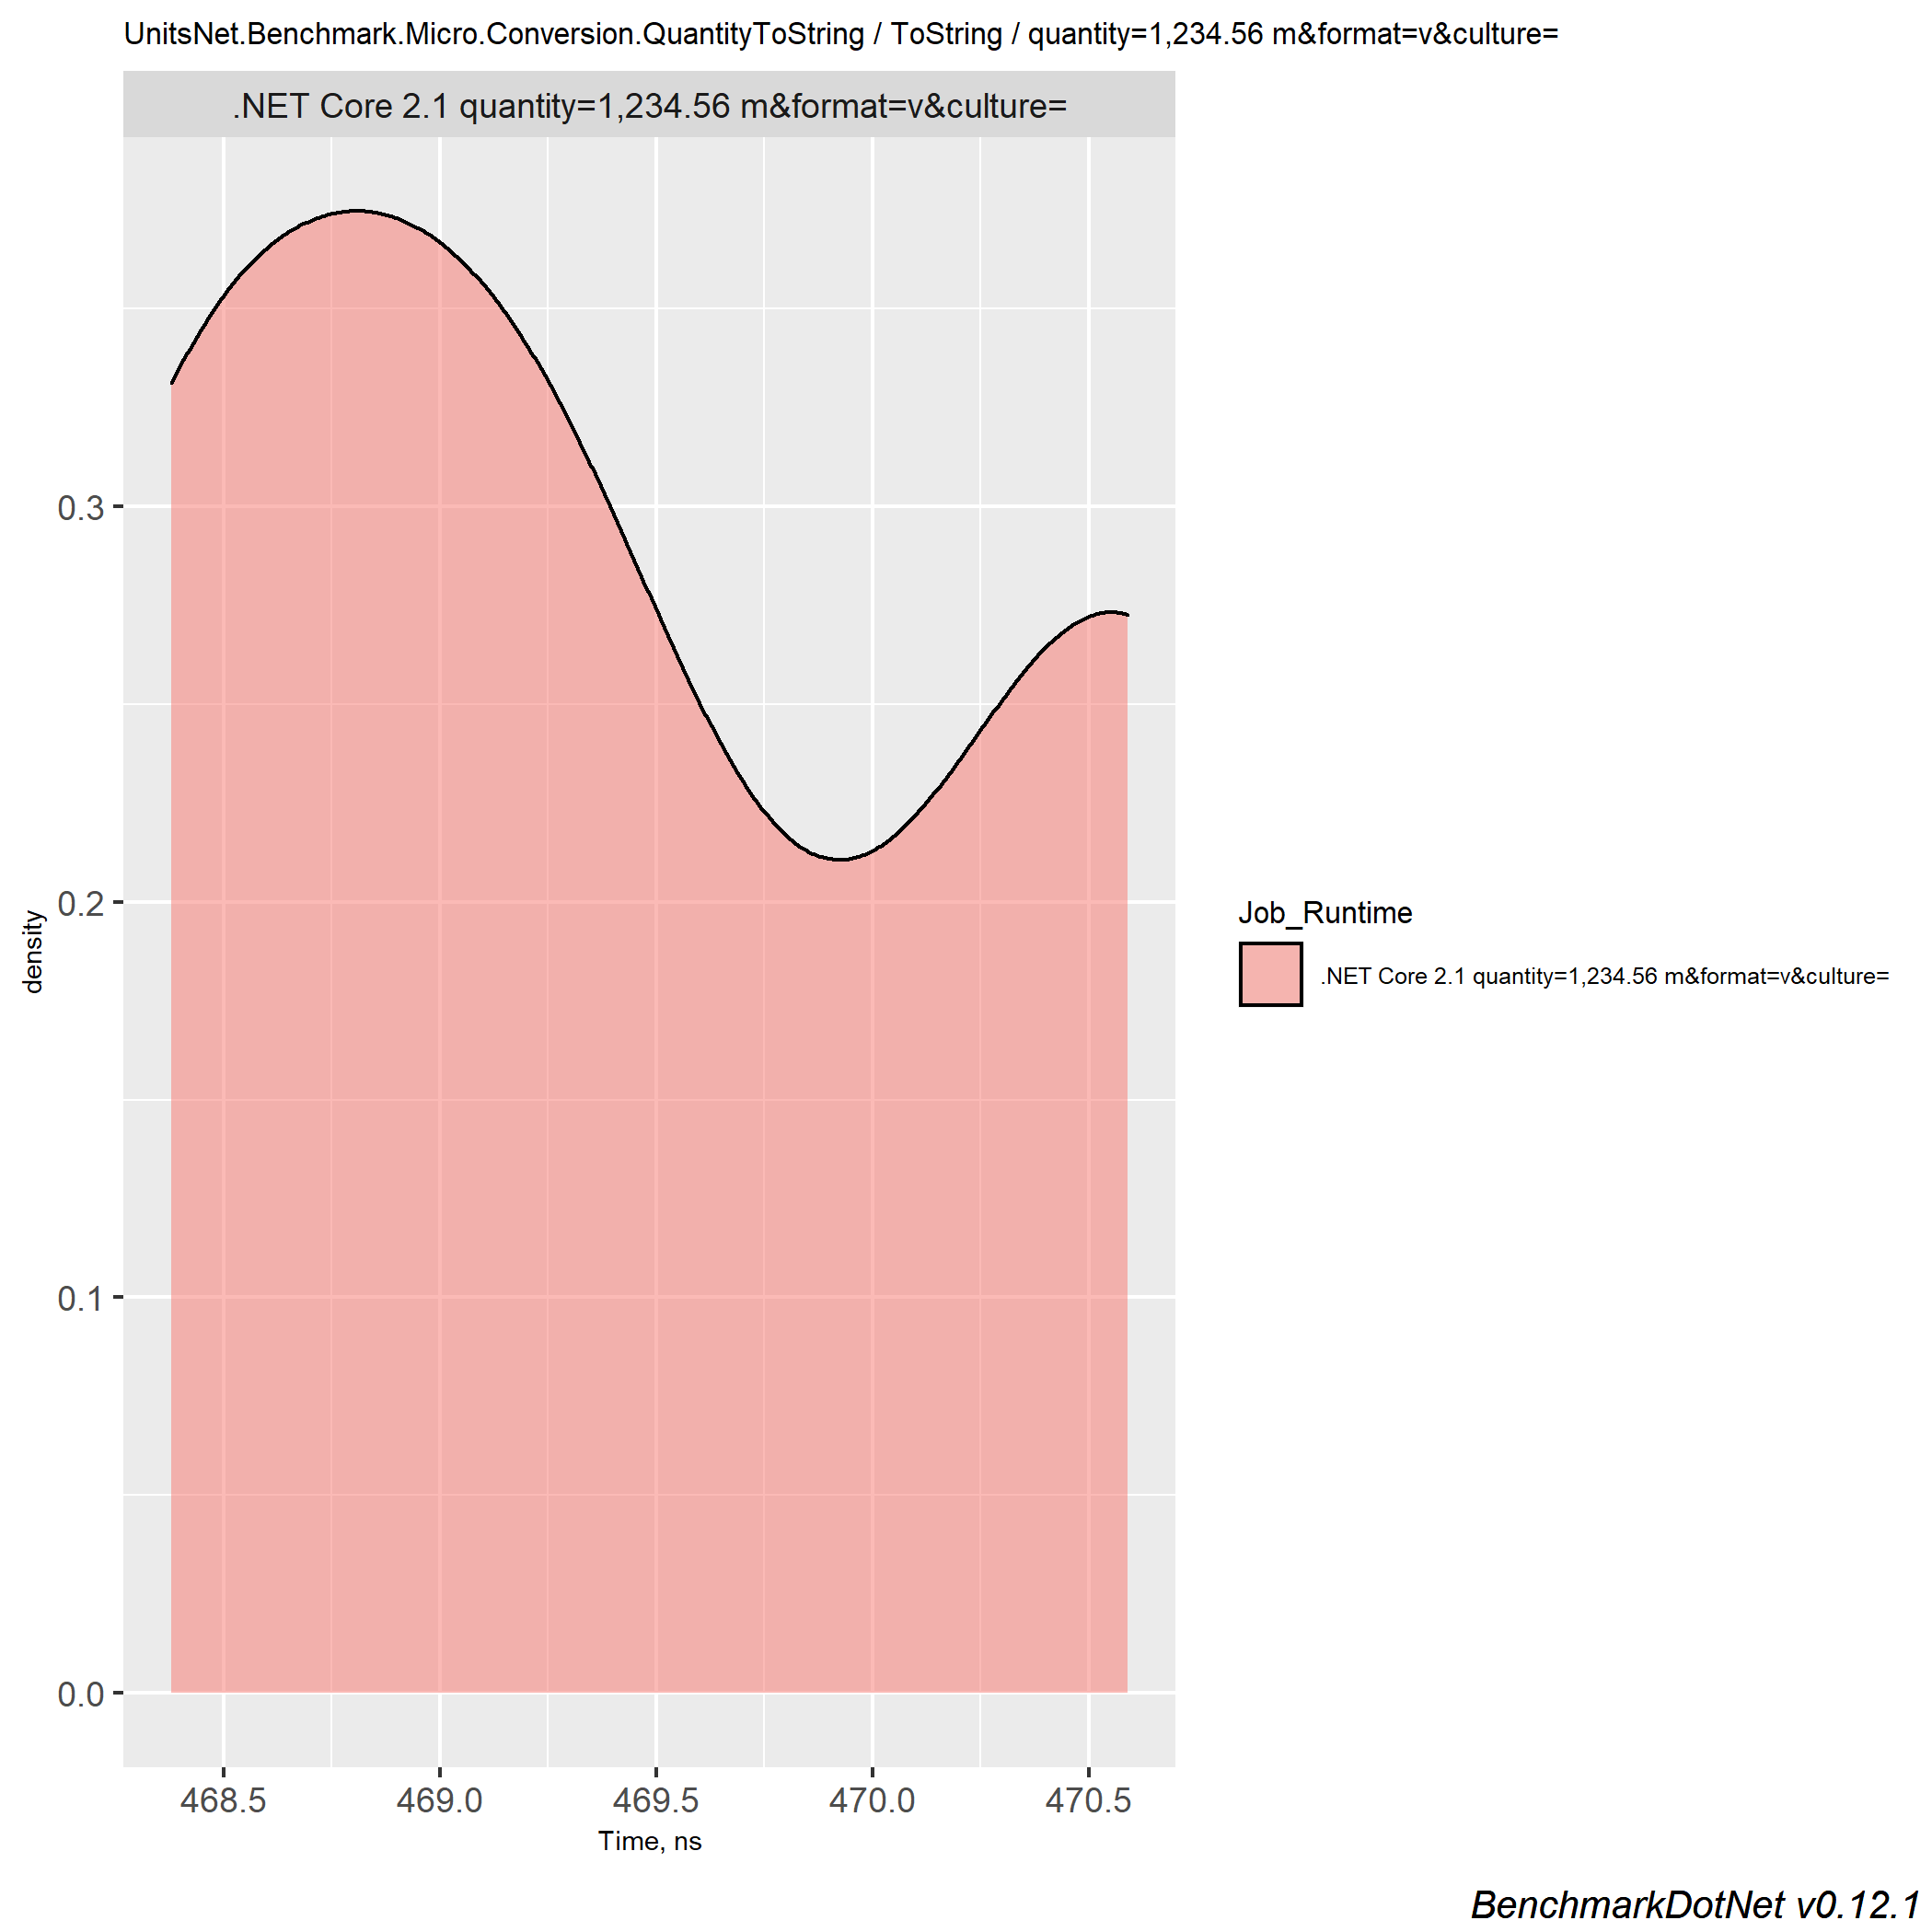 UnitsNet.Benchmark.Micro.Conversion.QuantityToString / ToString / quantity=1,234.56 m&format=v&culture=
.NET Core 2.1 quantity=1,234.56 m&format=v&culture=
0.3
0.2
0.1
0.0
density
468.5 469.0 469.5 470.0 470.5
Time, ns
Job_Runtime
.NET Core 2.1 quantity=1,234.56 m&format=v&culture=
BenchmarkDotNet v0.12.1